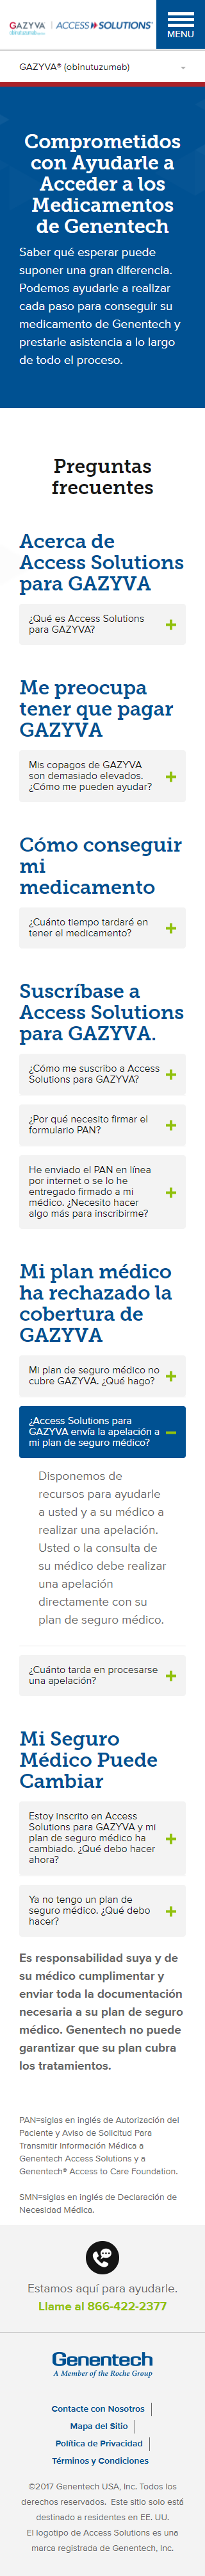 GAZYVA obinutuzumab | ACCESS SOLUTIONS®
MENU
GAZYVA® (obinutuzumab)
Comprometidos
con Ayudarle a
Acceder a los
Medicamentos
de Genentech
Saber qué esperar puede
suponer una gran diferencia.
Podemos ayudarle a realizar
cada paso para conseguir su
medicamento de Genentech y
prestarle asistencia a lo largo
de todo el proceso.
Preguntas
frecuentes
Acerca de
Access Solutions
para GAZYVA
¿Qué es Access Solutions
para GAZYVA?
Me preocupa
tener que pagar
GAZYVA
Mis copagos de GAZYVA
son demasiado elevados.
¿Cómo me pueden ayudar?
Cómo conseguir
mi
medicamento
¿Cuánto tiempo tardaré en
tener el medicamento?
Suscríbase a
Access Solutions
para GAZYVA.
¿Cómo me suscribo a Access
Solutions para GAZYVA?
¿Por qué necesito firmar el
formulario PAN?
He enviado el PAN en línea
por internet o se lo he
entregado firmado a mi
médico. ¿Necesito hacer
algo más para inscribirme?
Mi plan médico
ha rechazado la
cobertura de
GAZYVA
Mi plan de seguro médico no
cubre GAZYVA. ¿Qué hago?
¿Access Solutions para
GAZYVA envía la apelación a
mi plan de seguro médico?
Disponemos de
recursos para ayudarle
a usted y a su médico a
realizar una apelación.
Usted o la consulta de
su médico debe realizar
una apelación
directamente con su
plan de seguro médico.
¿Cuánto tarda en procesarse
una apelación?
Mi Seguro
Médico Puede
Cambiar
Estoy inscrito en Access
Solutions para GAZYVA y mi
plan de seguro médico ha
cambiado. ¿Qué debo hacer
ahora?
Ya no tengo un plan de
seguro médico. ¿Qué debo
hacer?
Es responsabilidad suya y de
su médico cumplimentar y
enviar toda la documentación
necesaria a su plan de seguro
médico. Genentech no puede
garantizar que su plan cubra
los tratamientos.
PAN=siglas en inglés de Autorización del
Paciente y Aviso de Solicitud Para
Transmitir Información Médica a
Genentech Access Solutions y a
Genentech® Access to Care Foundation.
SMN=siglas en inglés de Declaración de
Necesidad Médica.
Estamos aquí para ayudarle.
Llame al 866-422-2377
Genentech
A Member of the Roche Group
Contacte con Nosotros
Mapa del Sitio
Política de Privacidad
Términos y Condiciones
©2017 Genentech USA, Inc. Todos los
derechos reservados. Este sitio solo está
destinado a residentes en EE. UU.
El logotipo de Access Solutions es una
marca registrada de Genentech, Inc.